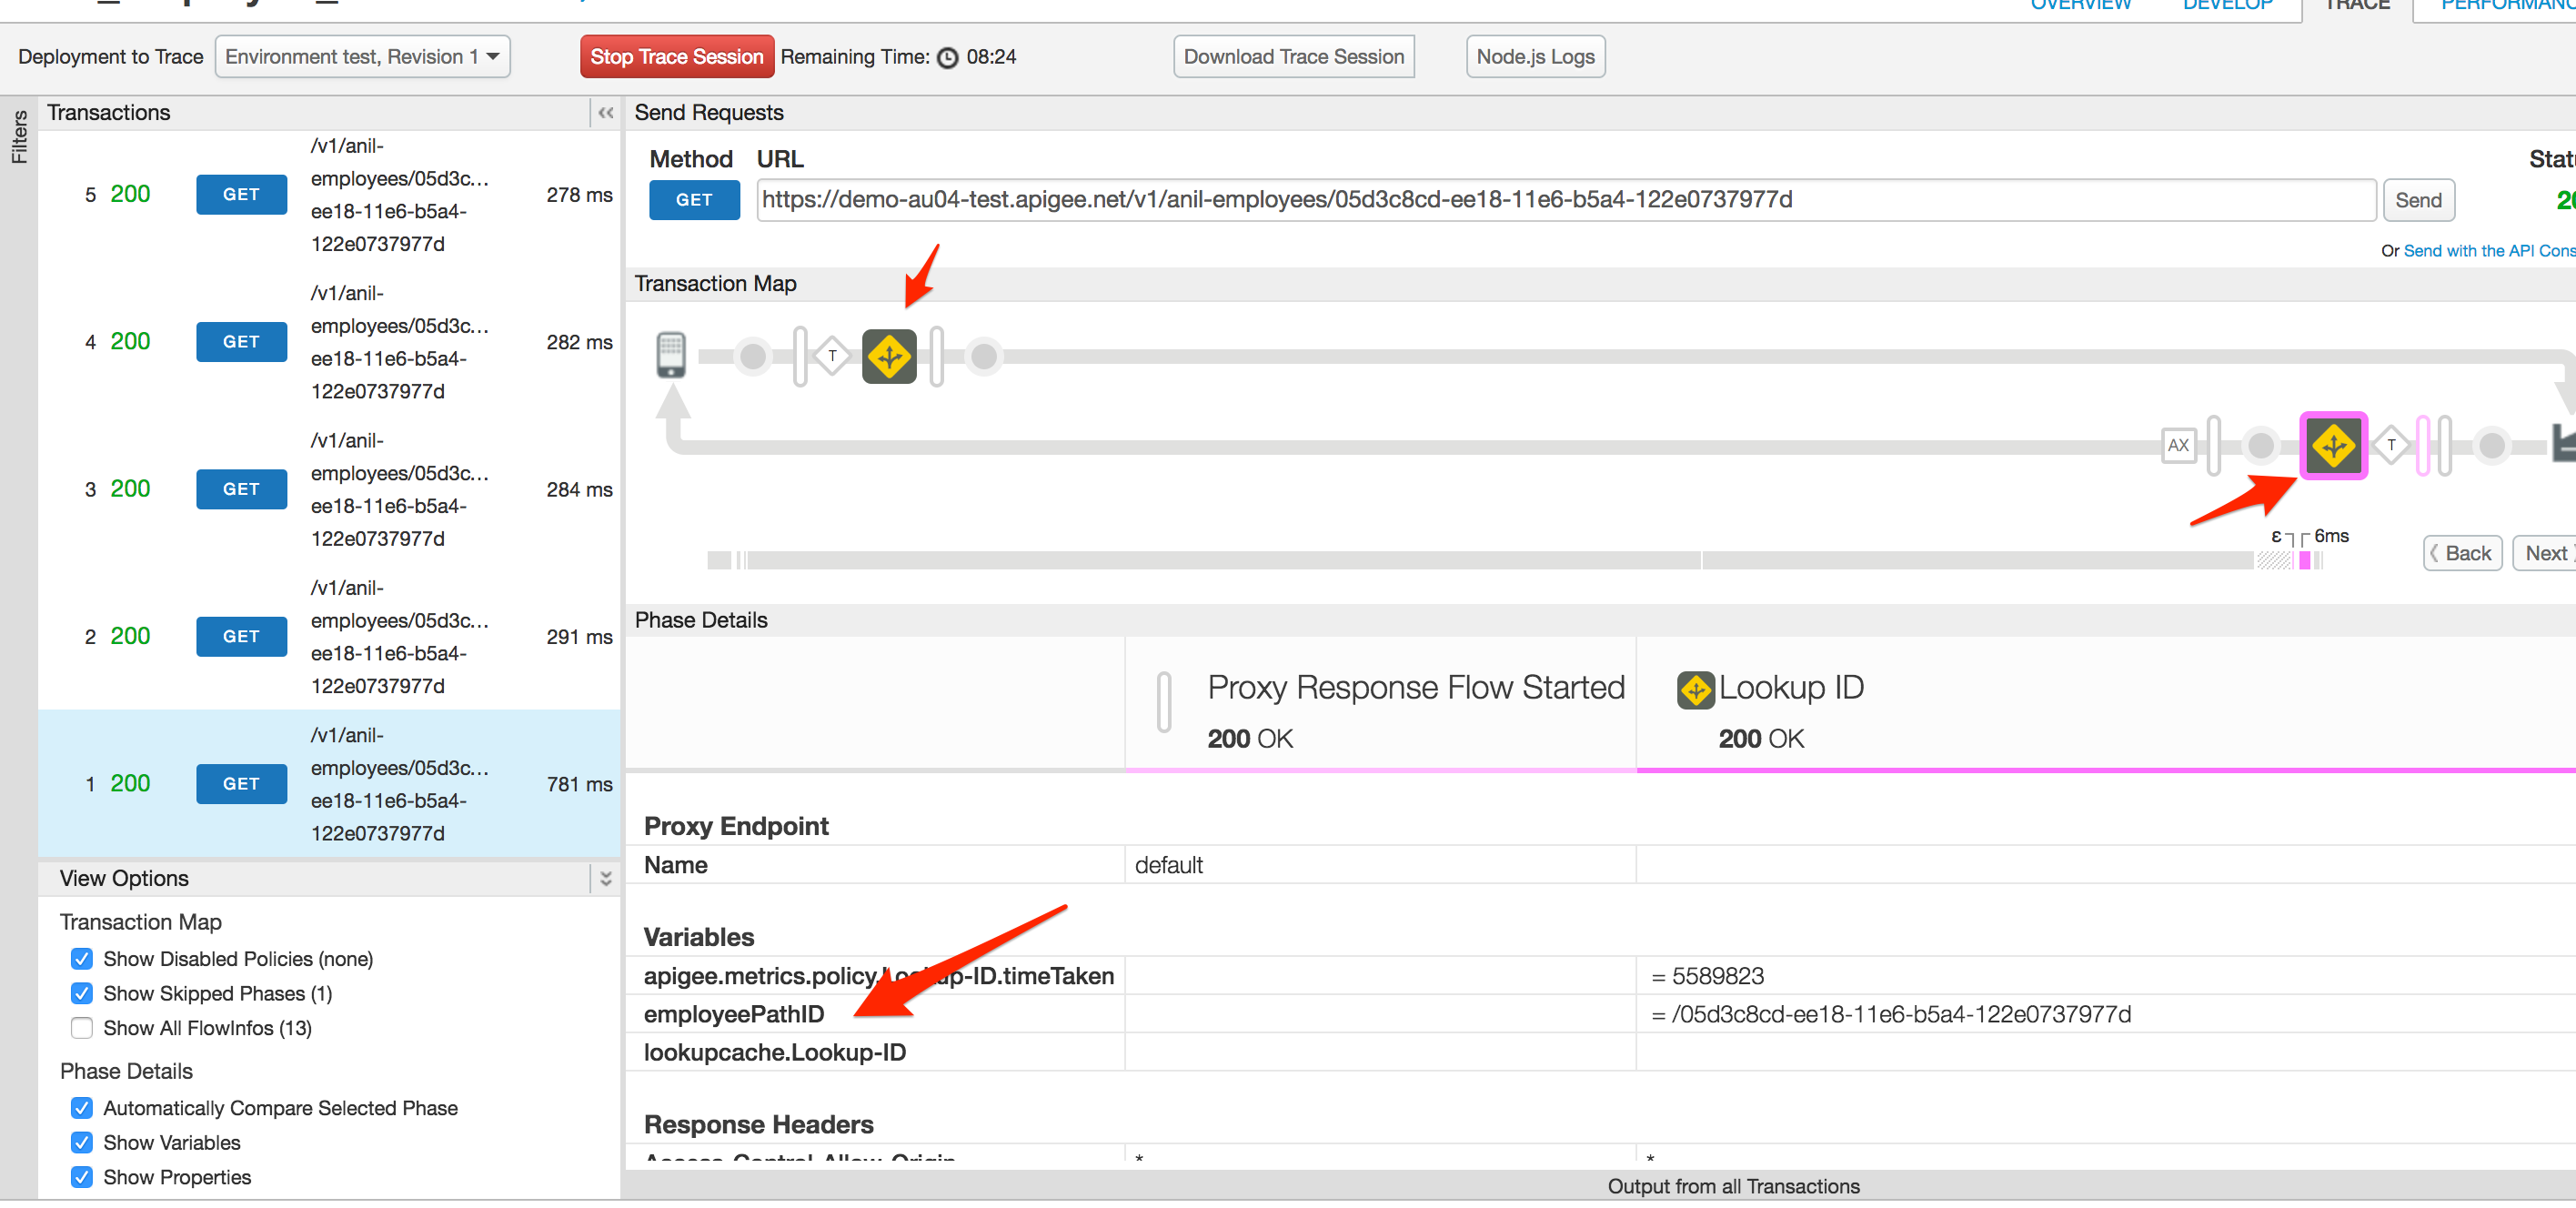 OVERVIEW DEVELOP TRACE PERFORMANC
Deployment to Trace Environment test, Revision 1 Stop Trace Session Remaining Time: 08:24 Download Trace Session Node.js Logs
Filters
Transactions «
5 200 GET /v1/anil-
employees/05d3c...
ee18-11e6-b5a4-
122e0737977d
278 ms
4 200 GET /v1/anil-
employees/05d3c...
ee18-11e6-b5a4-
122e0737977d
282 ms
3 200 GET /v1/anil-
employees/05d3c...
ee18-11e6-b5a4-
122e0737977d
284 ms
2 200 GET /v1/anil-
employees/05d3c...
ee18-11e6-b5a4-
122e0737977d
291 ms
1 200 GET /v1/anil-
employees/05d3c...
ee18-11e6-b5a4-
122e0737977d
781 ms
View Options
Transaction Map
Show Disabled Policies (none)
Show Skipped Phases (1)
Show All FlowInfos (13)
Phase Details
Automatically Compare Selected Phase
Show Variables
Show Properties
Send Requests
Method URL Statu
GET https://demo-au04-test.apigee.net/v1/anil-employees/05d3c8cd-ee18-11e6-b5a4-122e0737977d Send 20
Or Send with the API Cons
Transaction Map
T
AX T
ε 6ms
Back Next
Phase Details
Proxy Response Flow Started Lookup ID
200 OK 200 OK
Proxy Endpoint
Name default
Variables
apigee.metrics.policy.Lookup-ID.timeTaken = 5589823
employeePathID = /05d3c8cd-ee18-11e6-b5a4-122e0737977d
lookupcache.Lookup-ID
Response Headers
Access-Control-Allow-Origin * *
Output from all Transactions